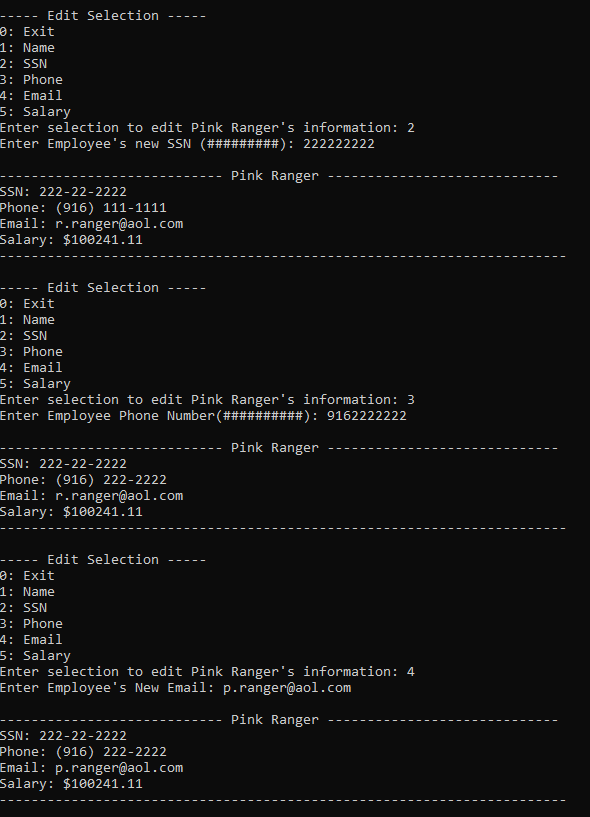 ----- Edit Selection -----
0: Exit
1: Name
2: SSN
3: Phone
4: Email
5: Salary
Enter selection to edit Pink Ranger's information: 2
Enter Employee's new SSN (#########): 222222222
---------------------------- Pink Ranger -----------------------------
SSN: 222-22-2222
Phone: (916) 111-1111
Email: r.ranger@aol.com
Salary: $100241.11
-----------------------------------------------------------------------
----- Edit Selection -----
0: Exit
1: Name
2: SSN
3: Phone
4: Email
5: Salary
Enter selection to edit Pink Ranger's information: 3
Enter Employee Phone Number(##########): 9162222222
---------------------------- Pink Ranger -----------------------------
SSN: 222-22-2222
Phone: (916) 222-2222
Email: r.ranger@aol.com
Salary: $100241.11
-----------------------------------------------------------------------
----- Edit Selection -----
0: Exit
1: Name
2: SSN
3: Phone
4: Email
5: Salary
Enter selection to edit Pink Ranger's information: 4
Enter Employee's New Email: p.ranger@aol.com
---------------------------- Pink Ranger -----------------------------
SSN: 222-22-2222
Phone: (916) 222-2222
Email: p.ranger@aol.com
Salary: $100241.11
-----------------------------------------------------------------------